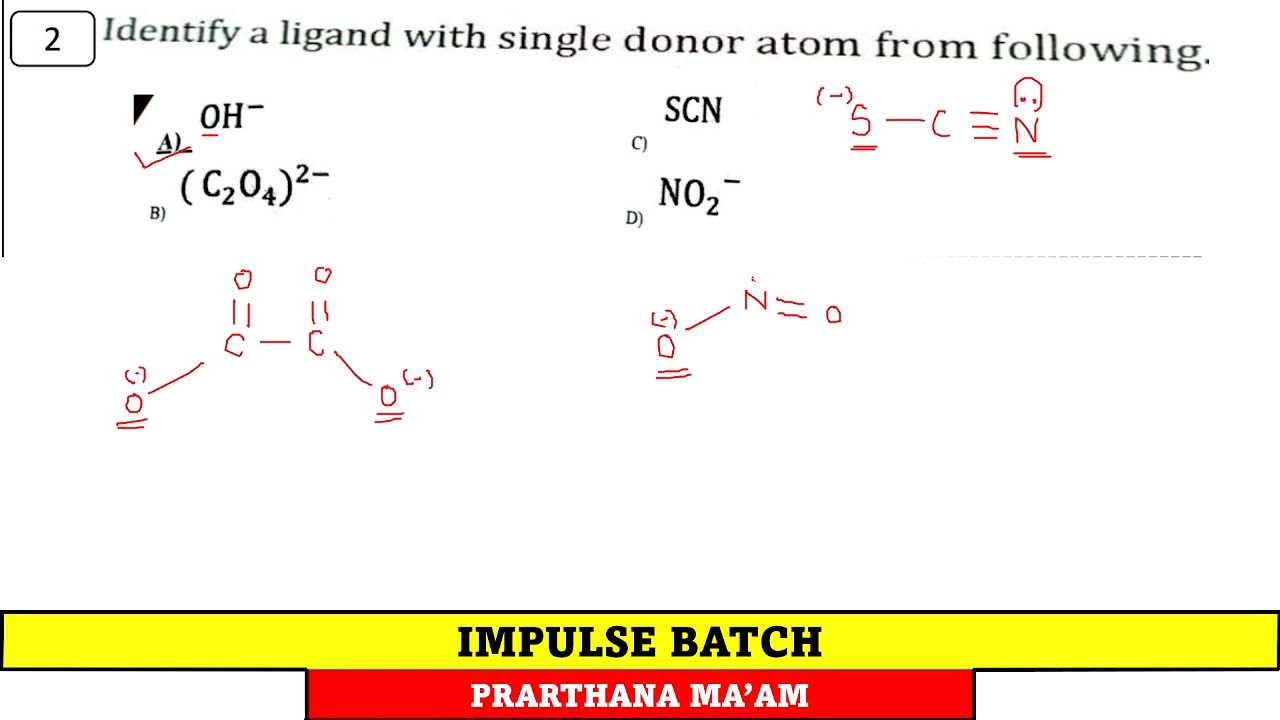 2 Identify a ligand with single donor atom from following.
A) OH⁻
B) (C₂O₄)²⁻
C) SCN
D) NO₂⁻
(-)S — C ≡ N
O O
|| ||
C — C
(-) O O (-)
N = O
(-) O
IMPULSE BATCH
PRARTHANA MA'AM